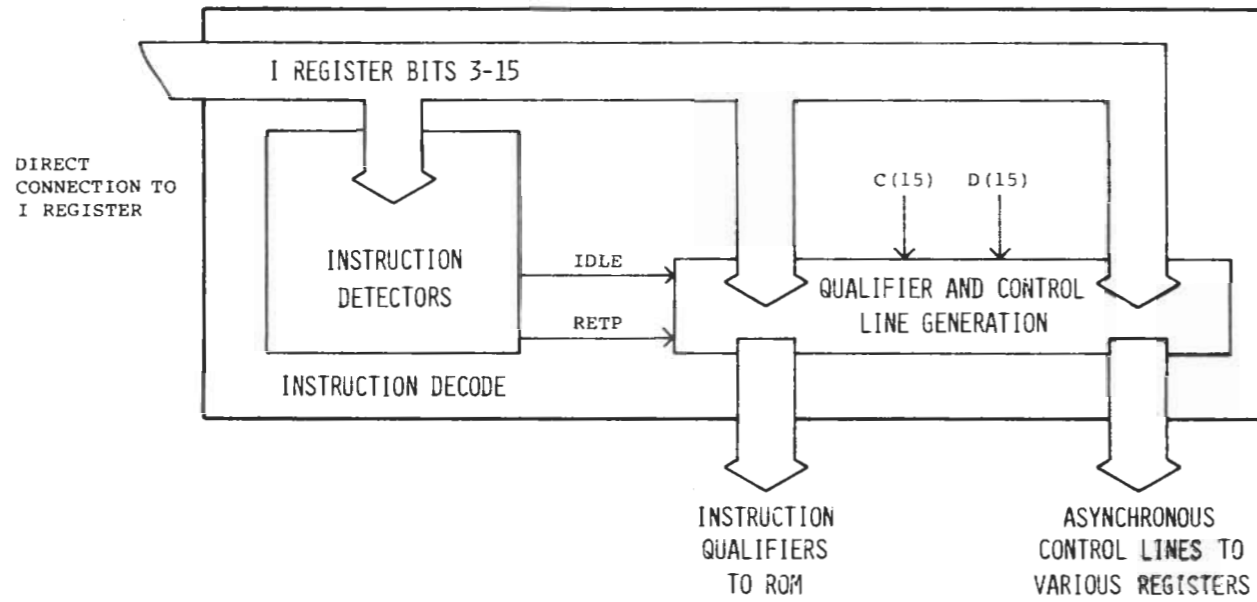 I REGISTER BITS 3-15
DIRECT
CONNECTION TO
I REGISTER
C(15) D(15)
INSTRUCTION
DETECTORS
IDLE
RETP
QUALIFIER AND CONTROL
LINE GENERATION
INSTRUCTION DECODE
INSTRUCTION
QUALIFIERS
TO ROM
ASYNCHRONOUS
CONTROL LINES TO
VARIOUS REGISTERS